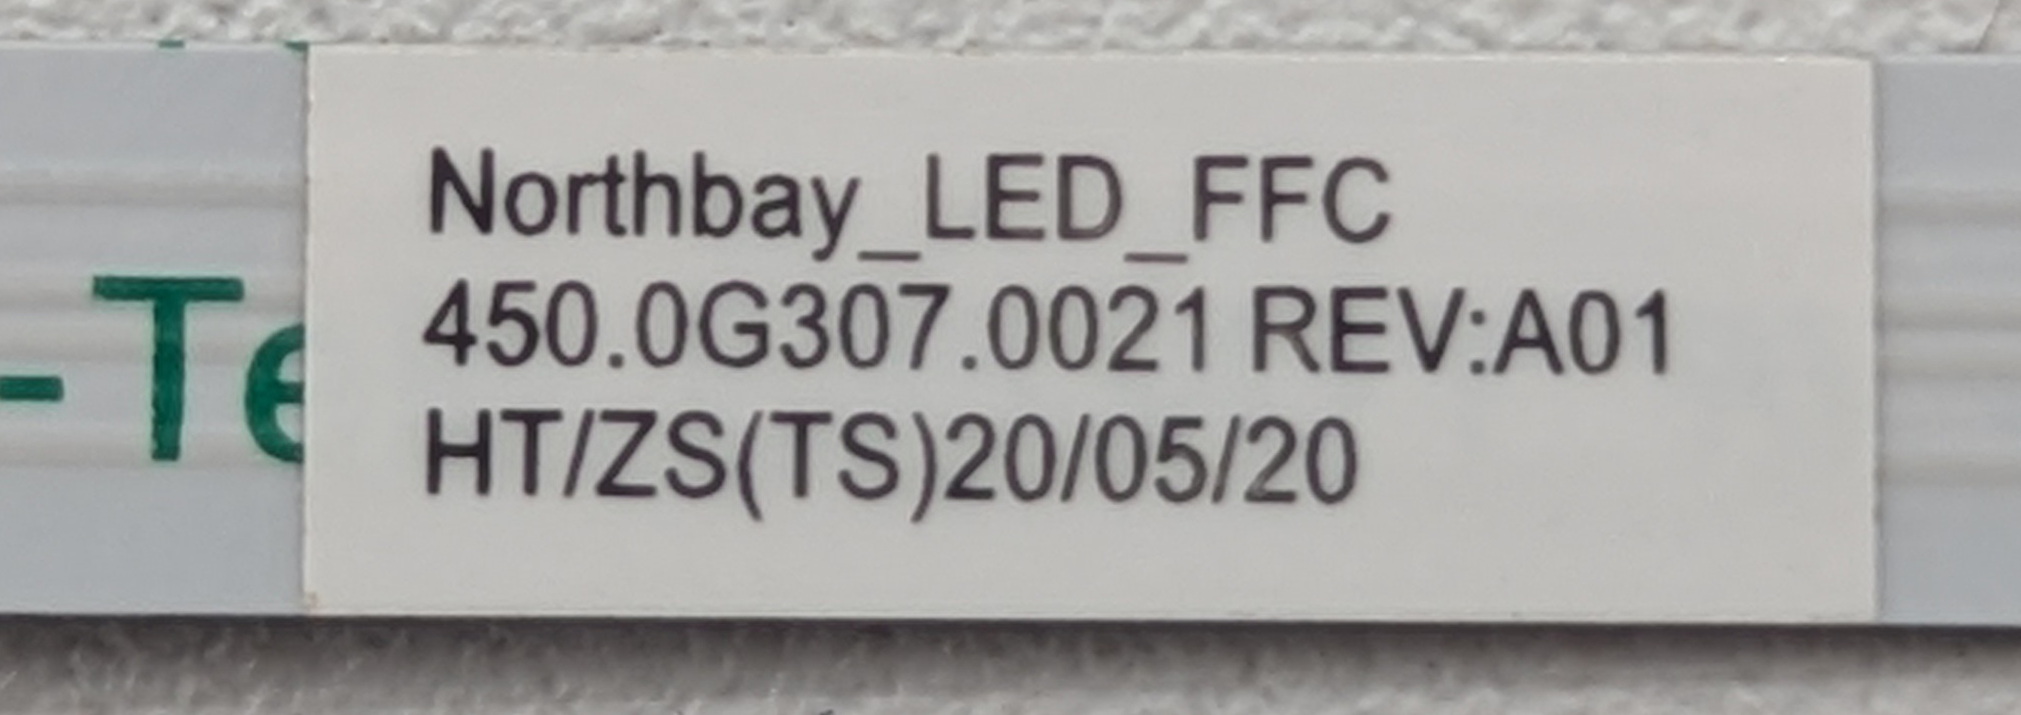 Northbay_LED_FFC
450.0G307.0021 REV:A01
HT/ZS(TS)20/05/20